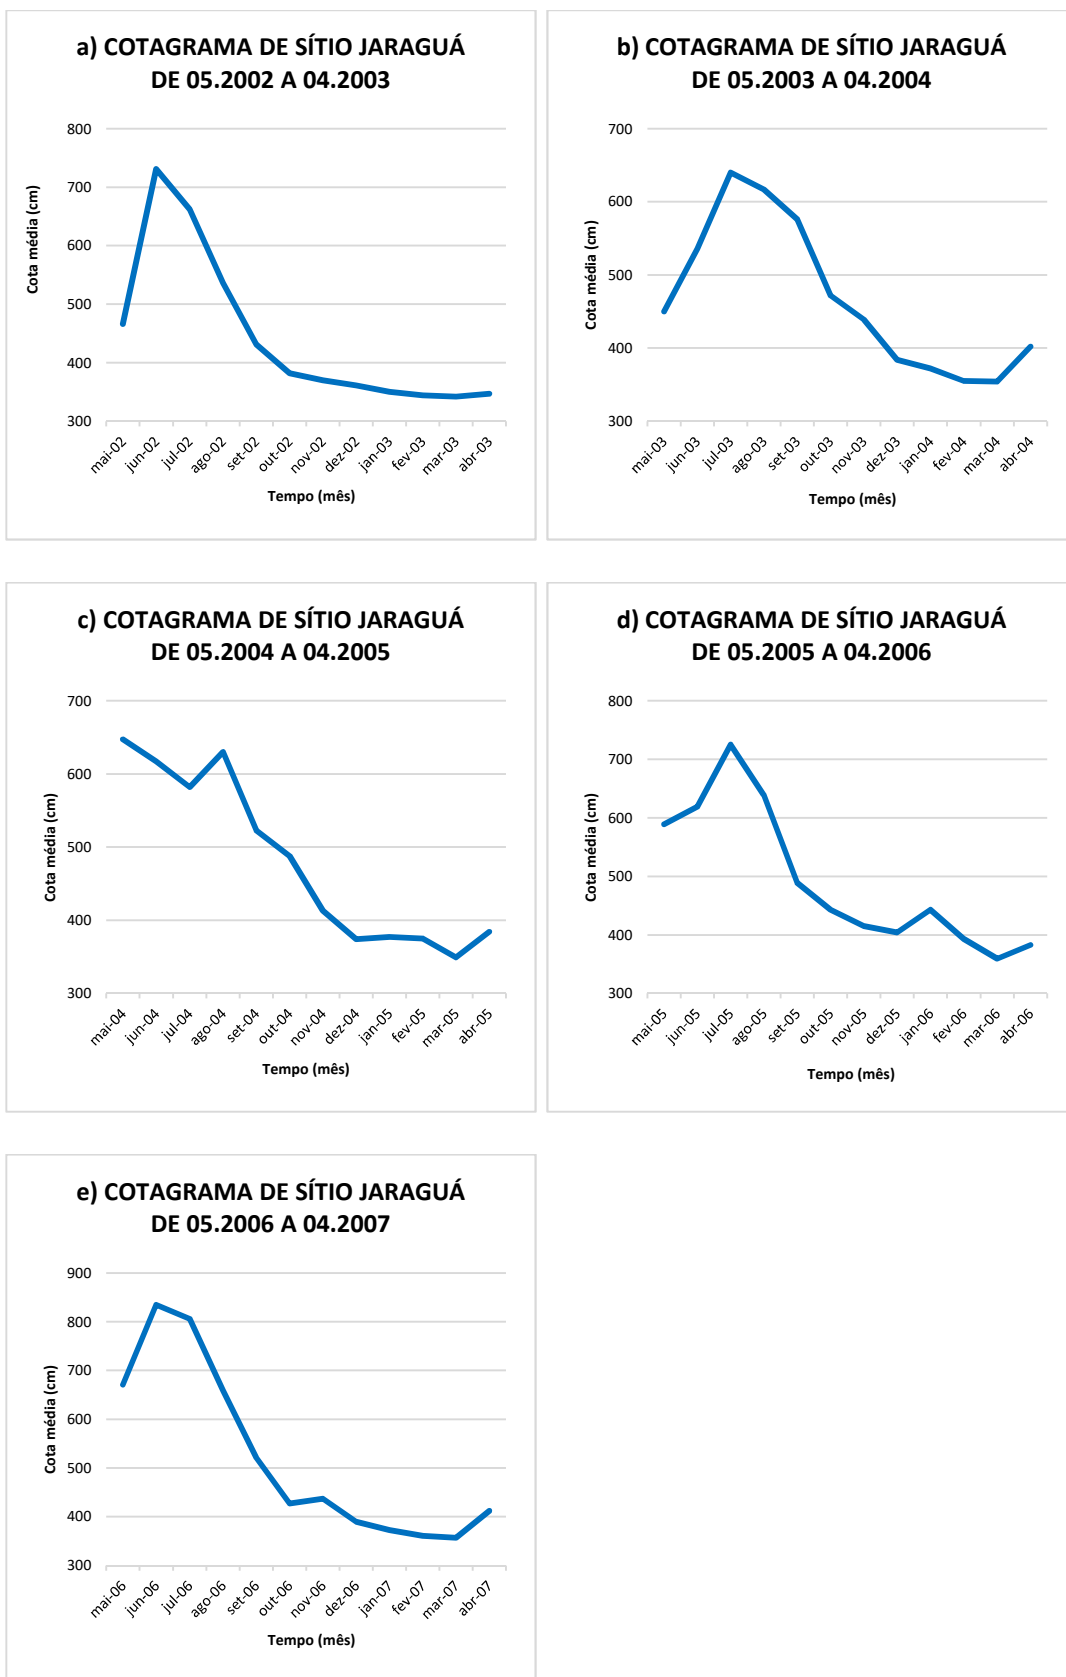 a) COTAGRAMA DE SÍTIO JARAGUÁ
DE 05.2002 A 04.2003
Cota média (cm)
800
700
600
500
400
300
mai-02
jun-02
jul-02
ago-02
set-02
out-02
nov-02
dez-02
jan-03
fev-03
mar-03
abr-03
Tempo (mês)
b) COTAGRAMA DE SÍTIO JARAGUÁ
DE 05.2003 A 04.2004
Cota média (cm)
700
600
500
400
300
mai-03
jun-03
jul-03
ago-03
set-03
out-03
nov-03
dez-03
jan-04
fev-04
mar-04
abr-04
Tempo (mês)
c) COTAGRAMA DE SÍTIO JARAGUÁ
DE 05.2004 A 04.2005
Cota média (cm)
700
600
500
400
300
mai-04
jun-04
jul-04
ago-04
set-04
out-04
nov-04
dez-04
jan-05
fev-05
mar-05
abr-05
Tempo (mês)
d) COTAGRAMA DE SÍTIO JARAGUÁ
DE 05.2005 A 04.2006
Cota média (cm)
800
700
600
500
400
300
mai-05
jun-05
jul-05
ago-05
set-05
out-05
nov-05
dez-05
jan-06
fev-06
mar-06
abr-06
Tempo (mês)
e) COTAGRAMA DE SÍTIO JARAGUÁ
DE 05.2006 A 04.2007
Cota média (cm)
900
800
700
600
500
400
300
mai-06
jun-06
jul-06
ago-06
set-06
out-06
nov-06
dez-06
jan-07
fev-07
mar-07
abr-07
Tempo (mês)